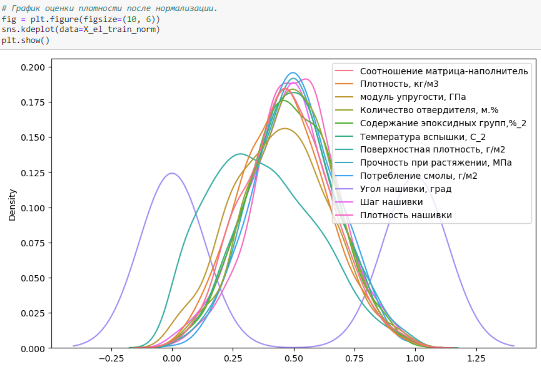 # График оценки плотности после нормализации.
fig = plt.figure(figsize=(10, 6))
sns.kdeplot(data=X_el_train_norm)
plt.show()
0.200
0.175
0.150
0.125
0.100
0.075
0.050
0.025
0.000
Density
Соотношение матрица-наполнитель
Плотность, кг/м3
модуль упругости, ГПа
Количество отвердителя, м.%
Содержание эпоксидных групп,%_2
Температура вспышки, С_2
Поверхностная плотность, г/м2
Прочность при растяжении, МПа
Потребление смолы, г/м2
Угол нашивки, град
Шаг нашивки
Плотность нашивки
−0.25 0.00 0.25 0.50 0.75 1.00 1.25